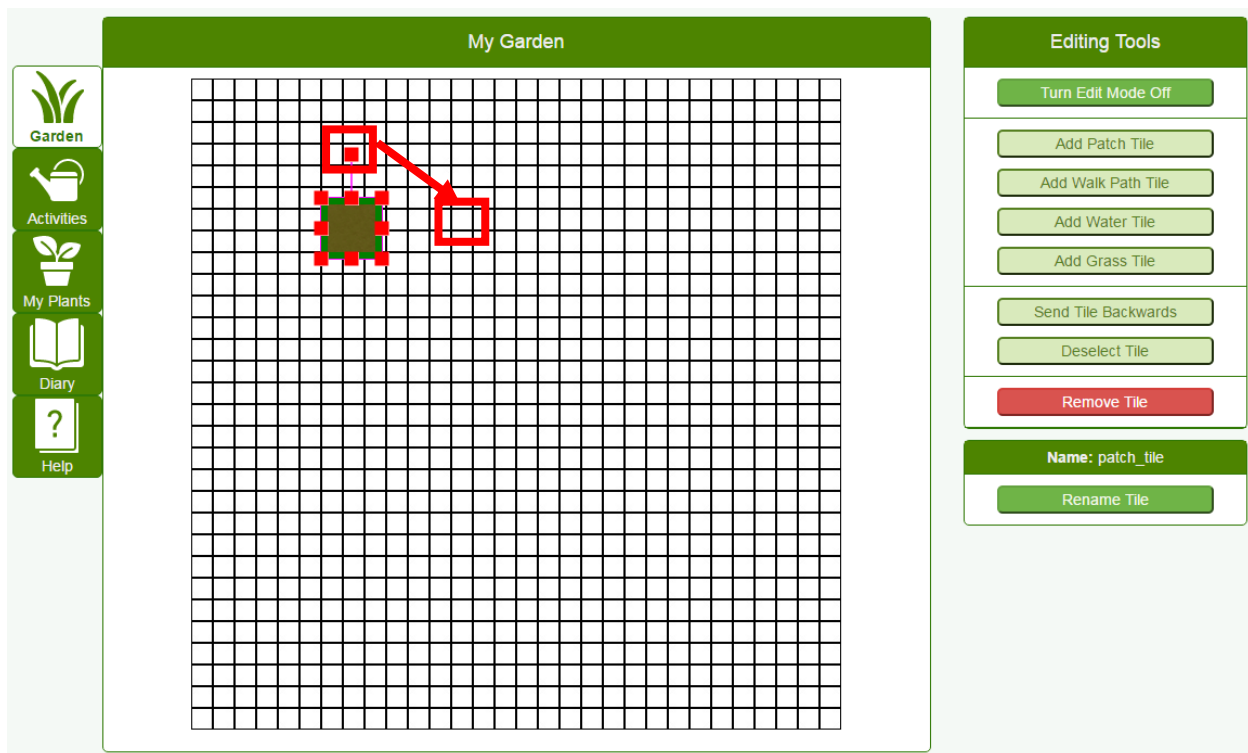 My Garden
Editing Tools
Garden
Activities
My Plants
Diary
?
Help
Turn Edit Mode Off
Add Patch Tile
Add Walk Path Tile
Add Water Tile
Add Grass Tile
Send Tile Backwards
Deselect Tile
Remove Tile
Name: patch_tile
Rename Tile